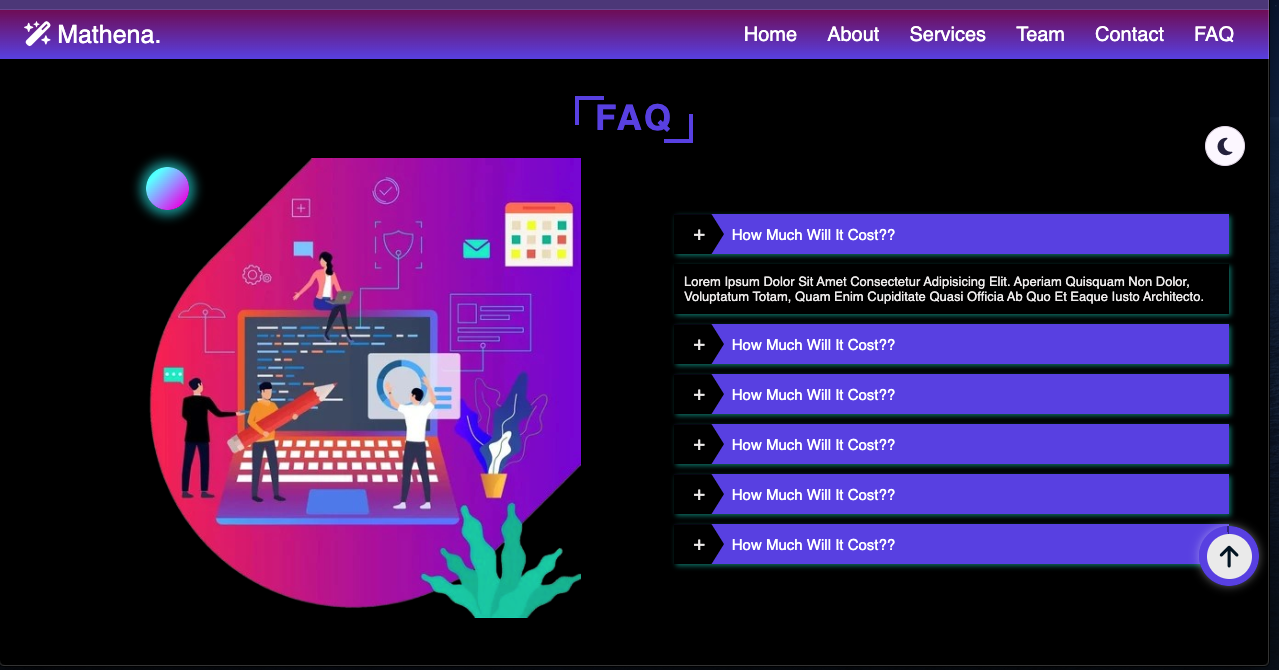 Mathena.
Home About Services Team Contact FAQ
FAQ
+ How Much Will It Cost??
Lorem Ipsum Dolor Sit Amet Consectetur Adipisicing Elit. Aperiam Quisquam Non Dolor,
Voluptatum Totam, Quam Enim Cupiditate Quasi Officia Ab Quo Et Eaque Iusto Architecto.
+ How Much Will It Cost??
+ How Much Will It Cost??
+ How Much Will It Cost??
+ How Much Will It Cost??
+ How Much Will It Cost??